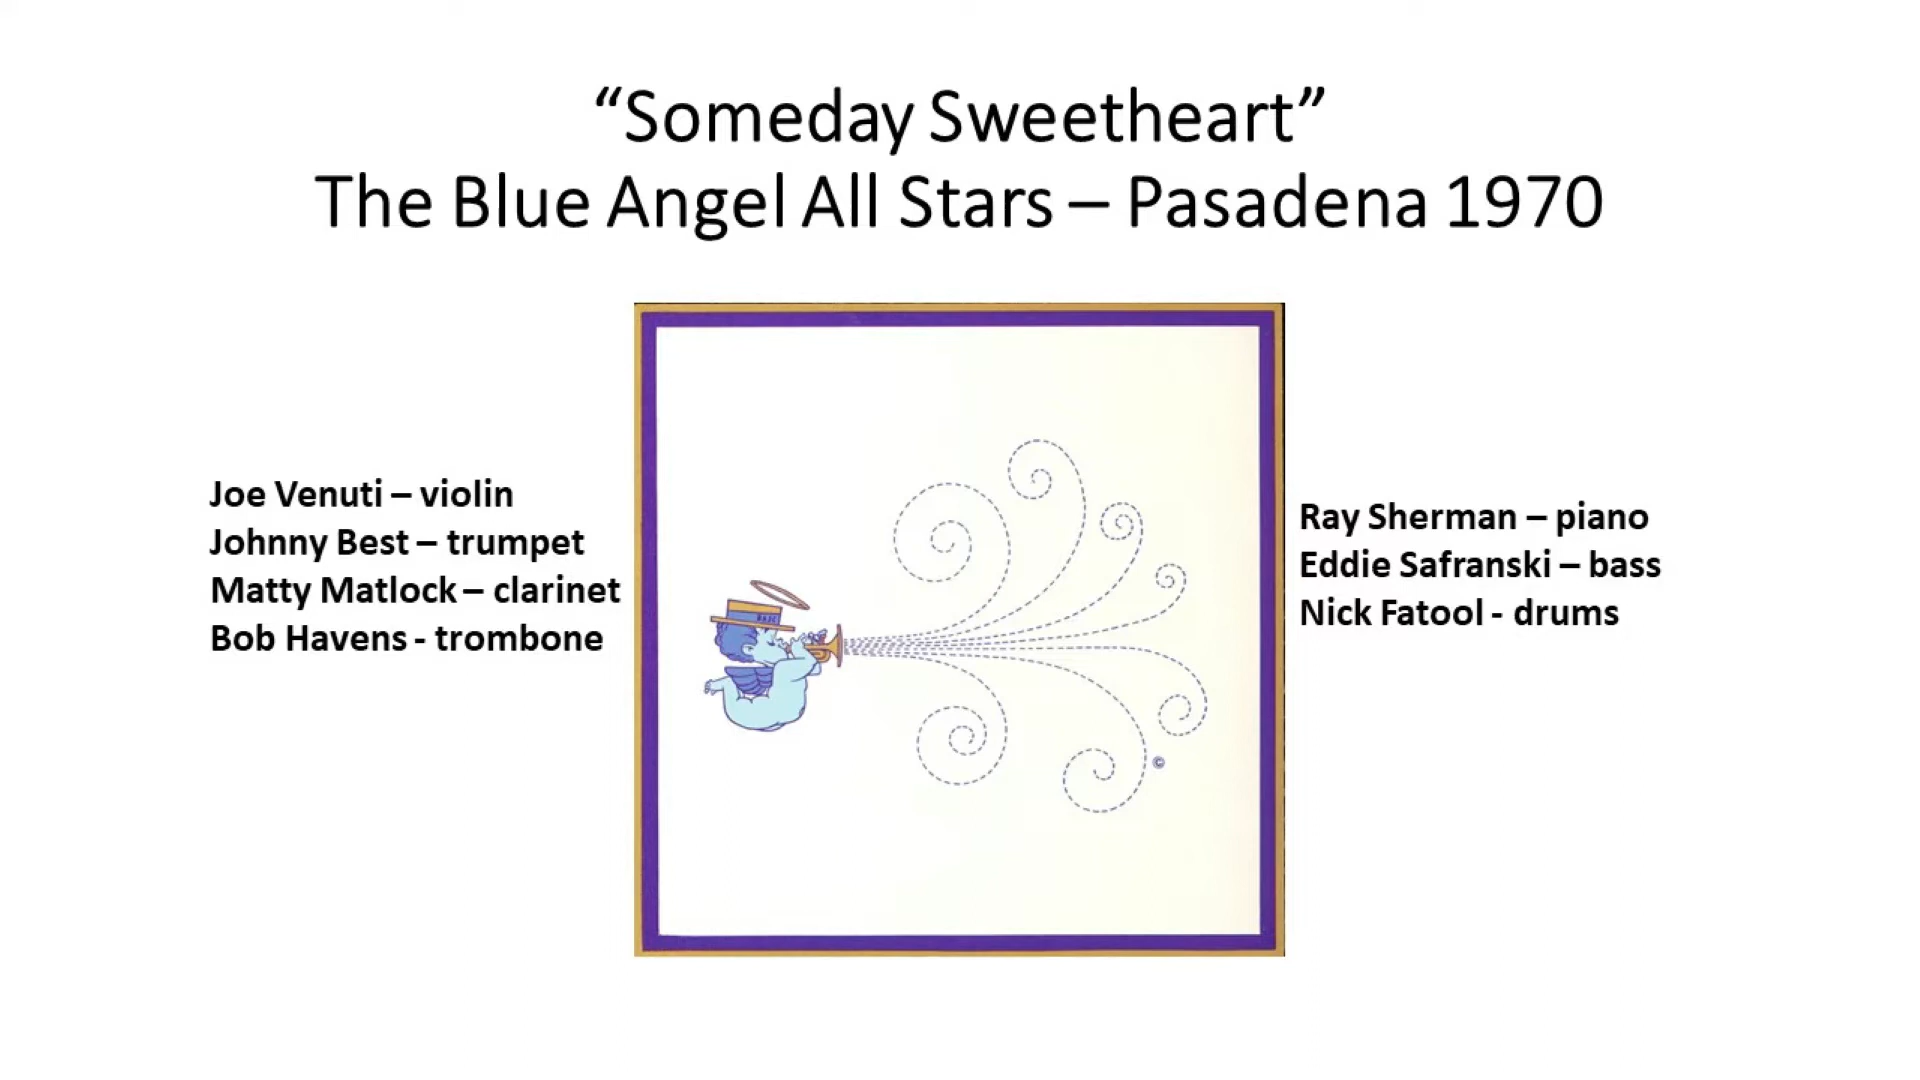 “Someday Sweetheart”
The Blue Angel All Stars – Pasadena 1970
Joe Venuti – violin
Johnny Best – trumpet
Matty Matlock – clarinet
Bob Havens - trombone
Ray Sherman – piano
Eddie Safranski – bass
Nick Fatool - drums
©